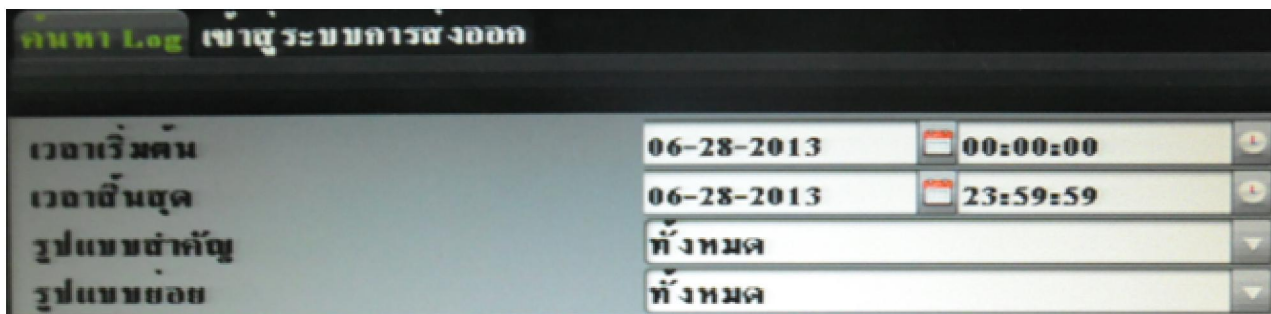 ค้นหา Log เข้าสู่ระบบการส่งออก
เวลาเริ่มต้น 06-28-2013 00:00:00
เวลาสิ้นสุด 06-28-2013 23:59:59
รูปแบบสำคัญ ทั้งหมด
รูปแบบย่อย ทั้งหมด